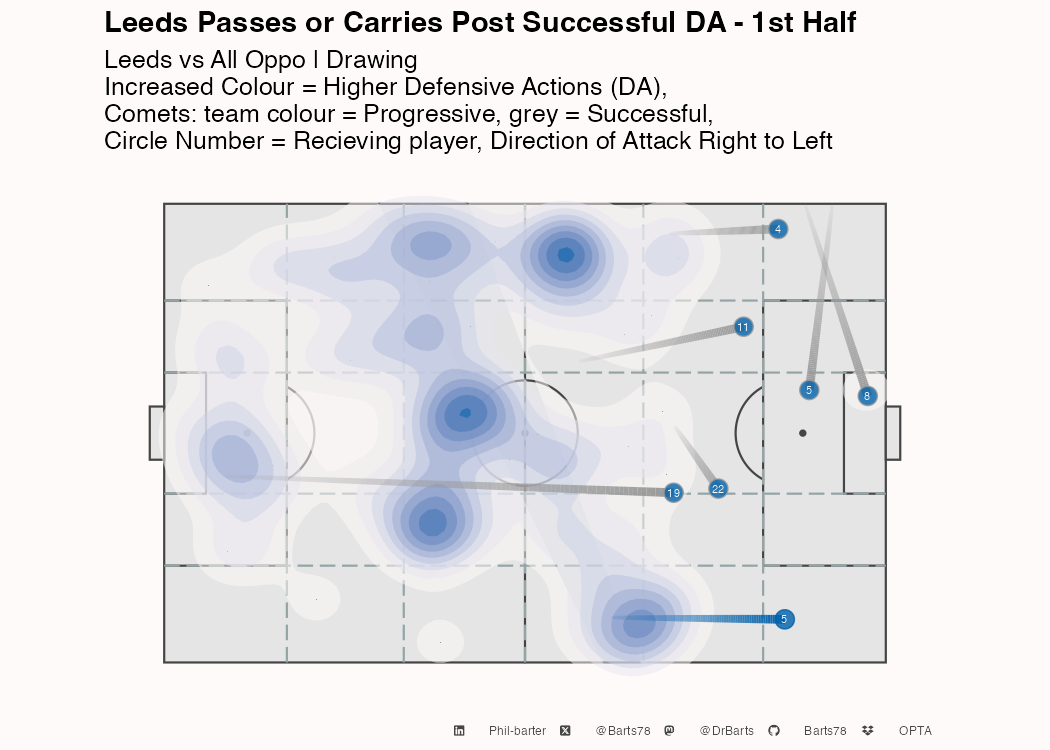 Leeds Passes or Carries Post Successful DA - 1st Half
Leeds vs All Oppo | Drawing
Increased Colour = Higher Defensive Actions (DA),
Comets: team colour = Progressive, grey = Successful,
Circle Number = Recieving player, Direction of Attack Right to Left
4
11
5
8
19
22
5
Phil-barter @Barts78 @DrBarts Barts78 OPTA